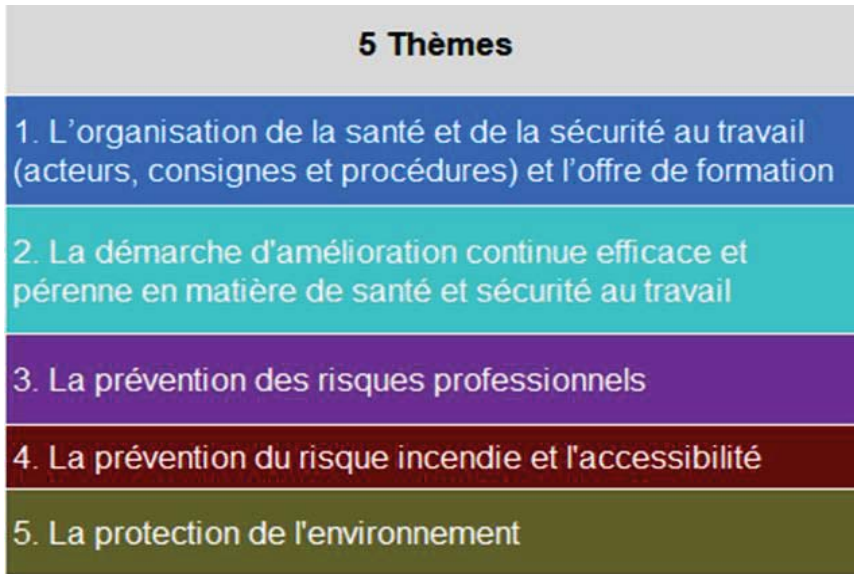 5 Thèmes
1. L’organisation de la santé et de la sécurité au travail
(acteurs, consignes et procédures) et l’offre de formation
2. La démarche d'amélioration continue efficace et
pérenne en matière de santé et sécurité au travail
3. La prévention des risques professionnels
4. La prévention du risque incendie et l'accessibilité
5. La protection de l'environnement